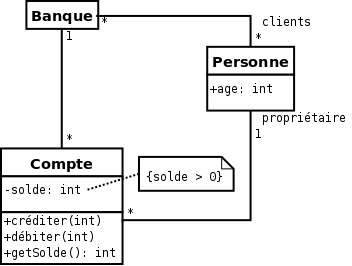 Banque
*
clients
1
*
Personne
+age: int
propriétaire
1
*
Compte
-solde: int
{solde > 0}
*
+créditer(int)
+débiter(int)
+getSolde(): int